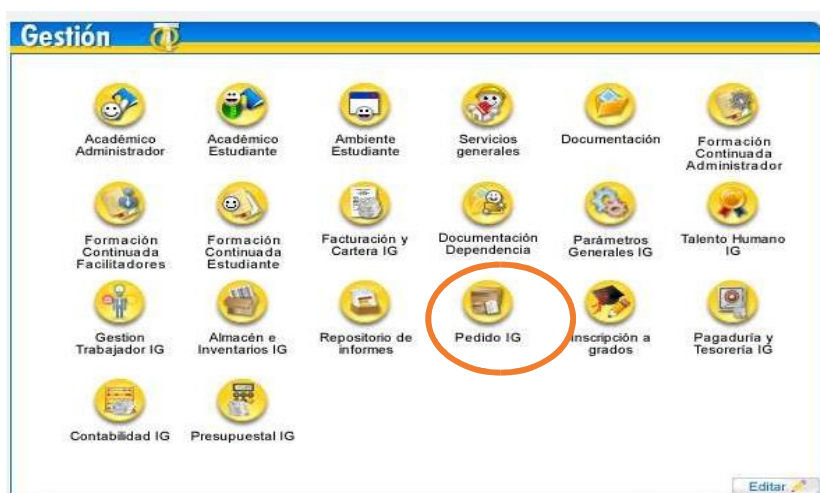 Gestión
Académico
Administrador
Académico
Estudiante
Ambiente
Estudiante
Servicios
generales
Documentación
Formación
Continuada
Administrador
Formación
Continuada
Facilitadores
Formación
Continuada
Estudiante
Facturación y
Cartera IG
Documentación
Dependencia
Parámetros
Generales IG
Talento Humano
IG
Gestion
Trabajador IG
Almacén e
Inventarios IG
Repositorio de
informes
Pedido IG
Inscripción a
grados
Pagaduría y
Tesorería IG
Contabilidad IG
Presupuestal IG
Editar